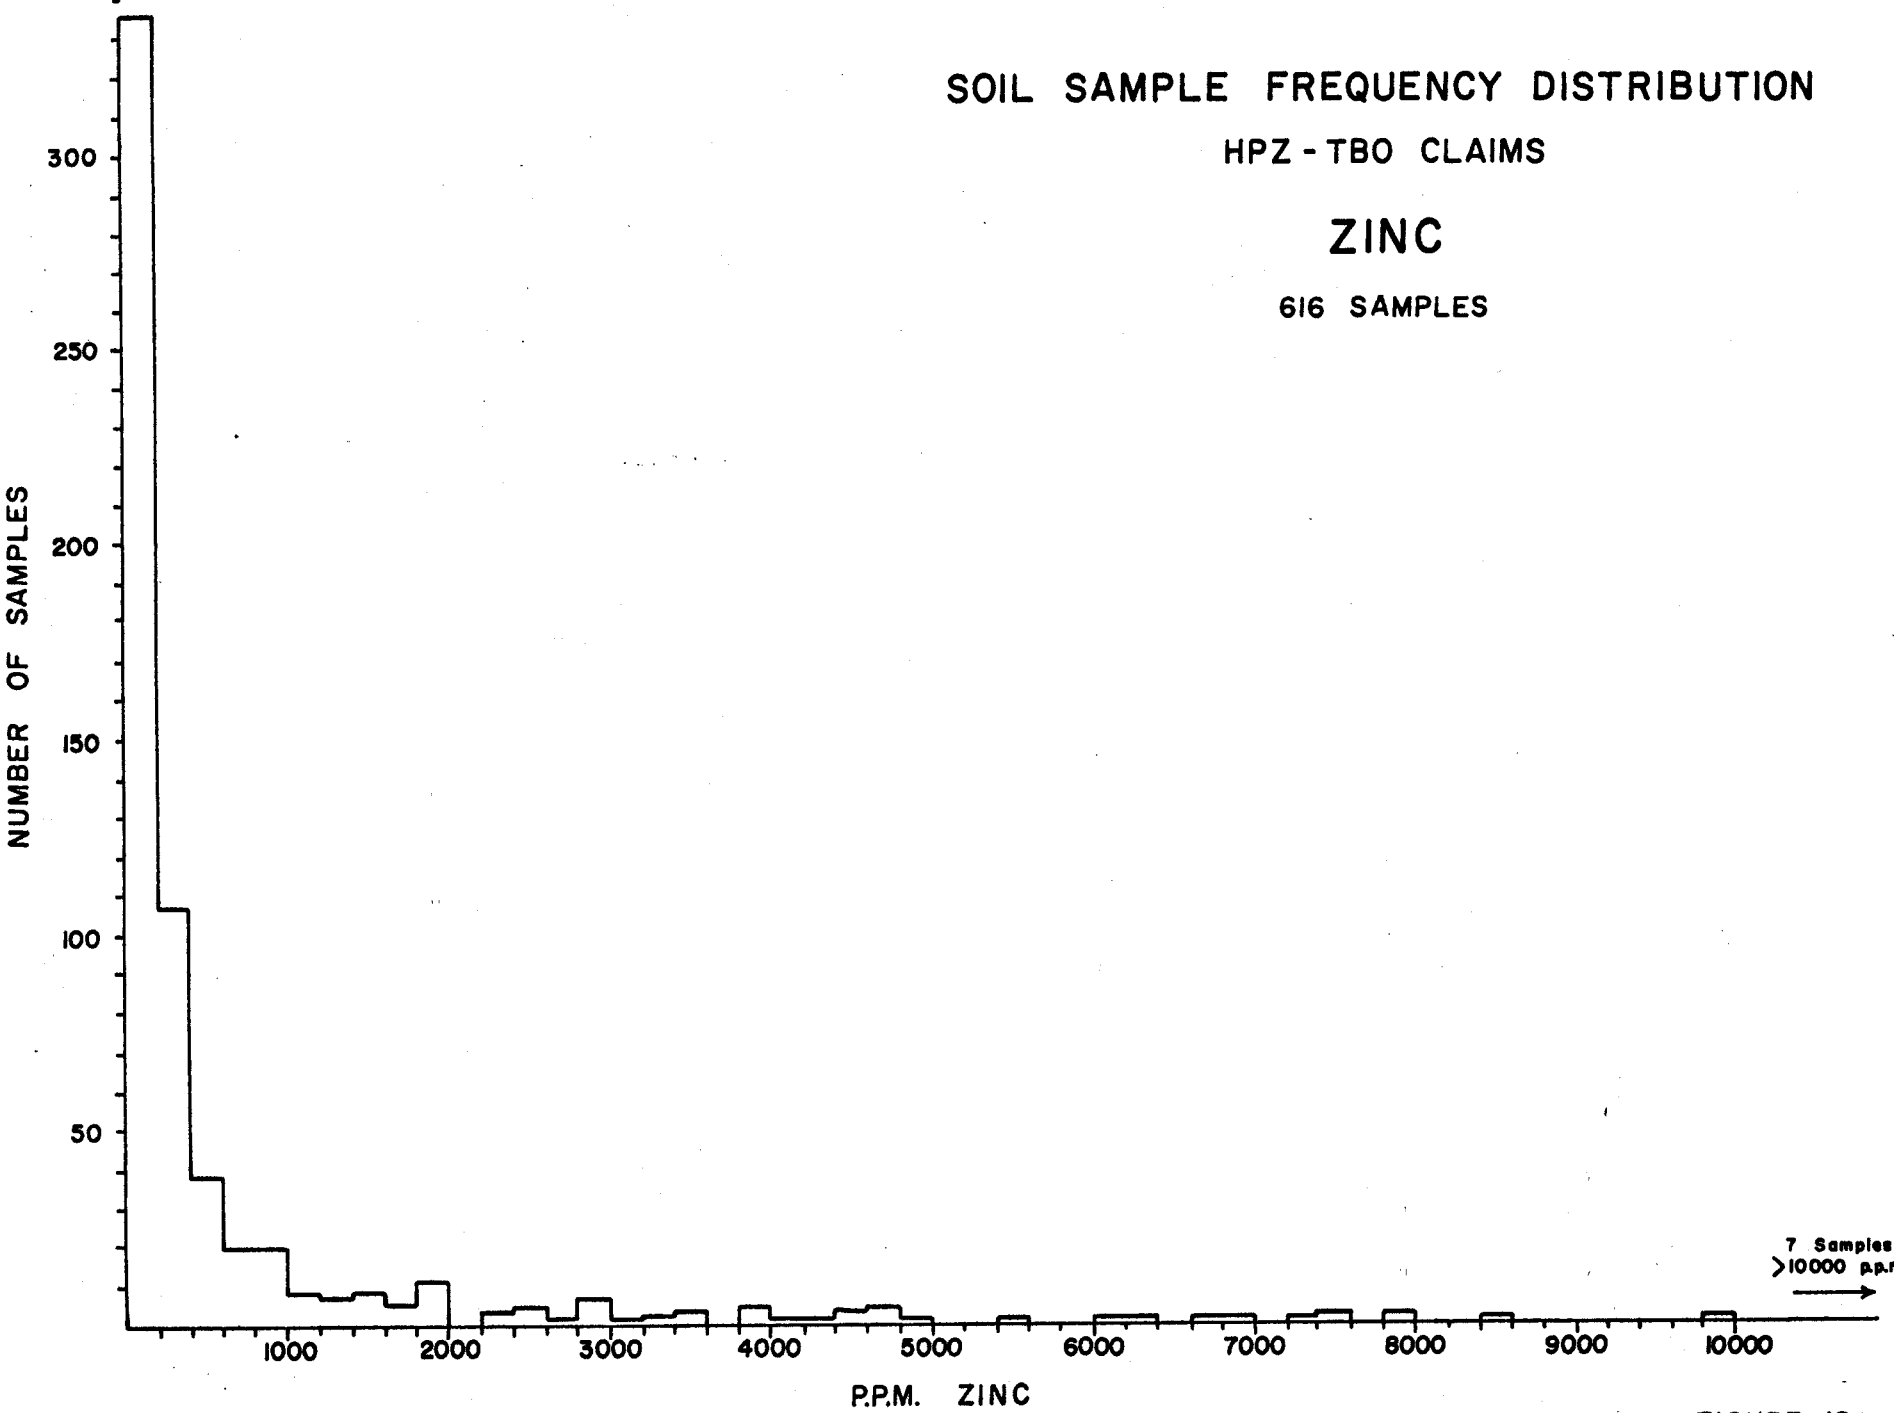 SOIL SAMPLE FREQUENCY DISTRIBUTION
HPZ - TBO CLAIMS
ZINC
616 SAMPLES
300
250
200
150
100
50
NUMBER OF SAMPLES
7 Samples
>10000
1000 2000 3000 4000 5000 6000 7000 8000 9000 10000
P.P.M. ZINC